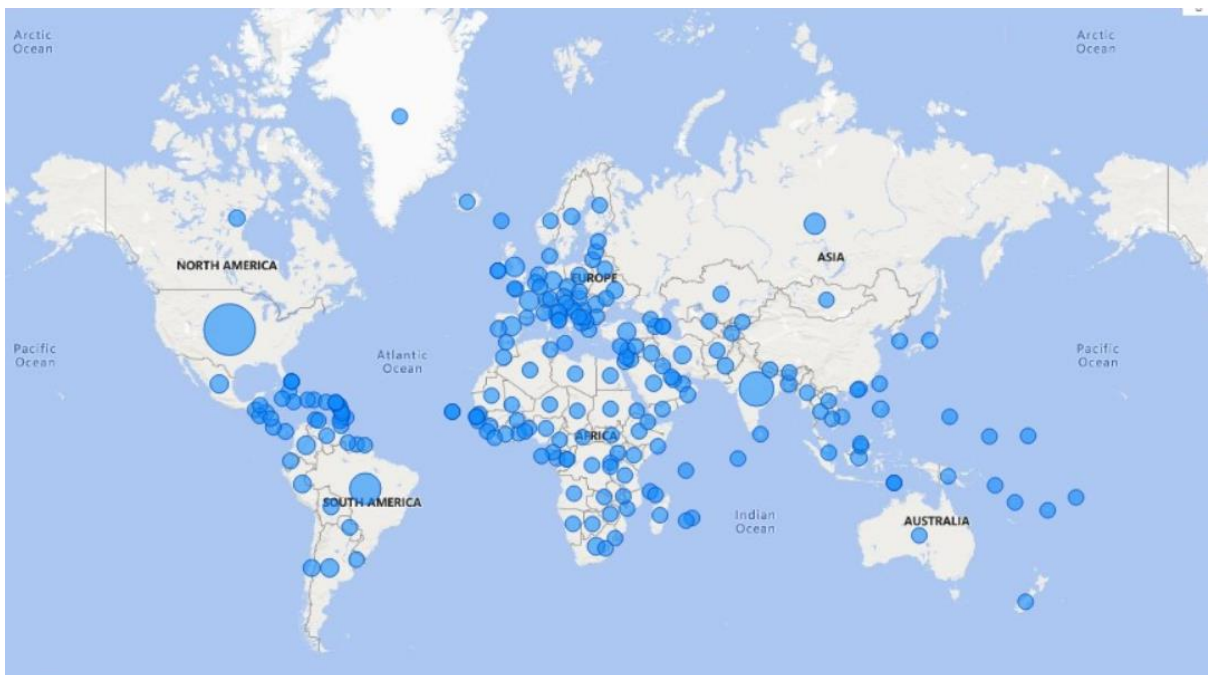 Arctic
Ocean
Arctic
Ocean
NORTH AMERICA
EUROPE
ASIA
Pacific
Ocean
Atlantic
Ocean
Pacific
Ocean
AFRICA
SOUTH AMERICA
Indian
Ocean
AUSTRALIA